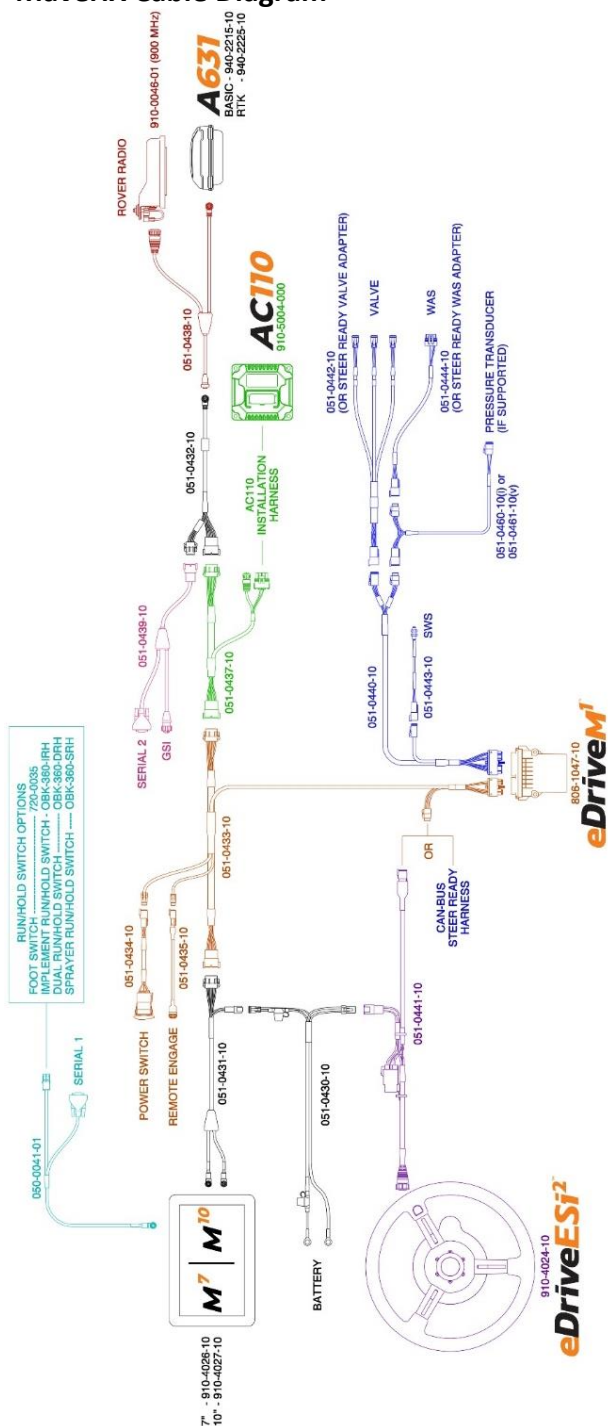 Cable Diagram
RUN/HOLD SWITCH OPTIONS
FOOT SWITCH ---------------------------- 720-0035
IMPLEMENT RUN/HOLD SWITCH - OBK-360-IRH
DUAL RUN/HOLD SWITCH ------------- OBK-360-DRH
SPRAYER RUN/HOLD SWITCH ----- OBK-360-SRH
050-0041-01
SERIAL 1
7" - 910-4026-10
10" - 910-4027-10
M7 | M10
POWER SWITCH
051-0434-10
REMOTE ENGAGE
051-0435-10
051-0431-10
051-0433-10
BATTERY
051-0430-10
SERIAL 2
GSI
051-0439-10
051-0437-10
051-0432-10
AC110
INSTALLATION
HARNESS
AC110
910-5004-000
ROVER RADIO
910-0046-01 (900 MHz)
051-0438-10
A631
BASIC - 940-2215-10
RTK - 940-2225-10
910-4024-10
eDriveESi2
051-0441-10
OR
CAN-BUS
STEER READY
HARNESS
806-1047-10
eDriveM1
051-0440-10
051-0443-10
SWS
051-0442-10
(OR STEER READY VALVE ADAPTER)
VALVE
WAS
051-0444-10
(OR STEER READY WAS ADAPTER)
PRESSURE TRANSDUCER
(IF SUPPORTED)
051-0460-10(i) or
051-0461-10(v)